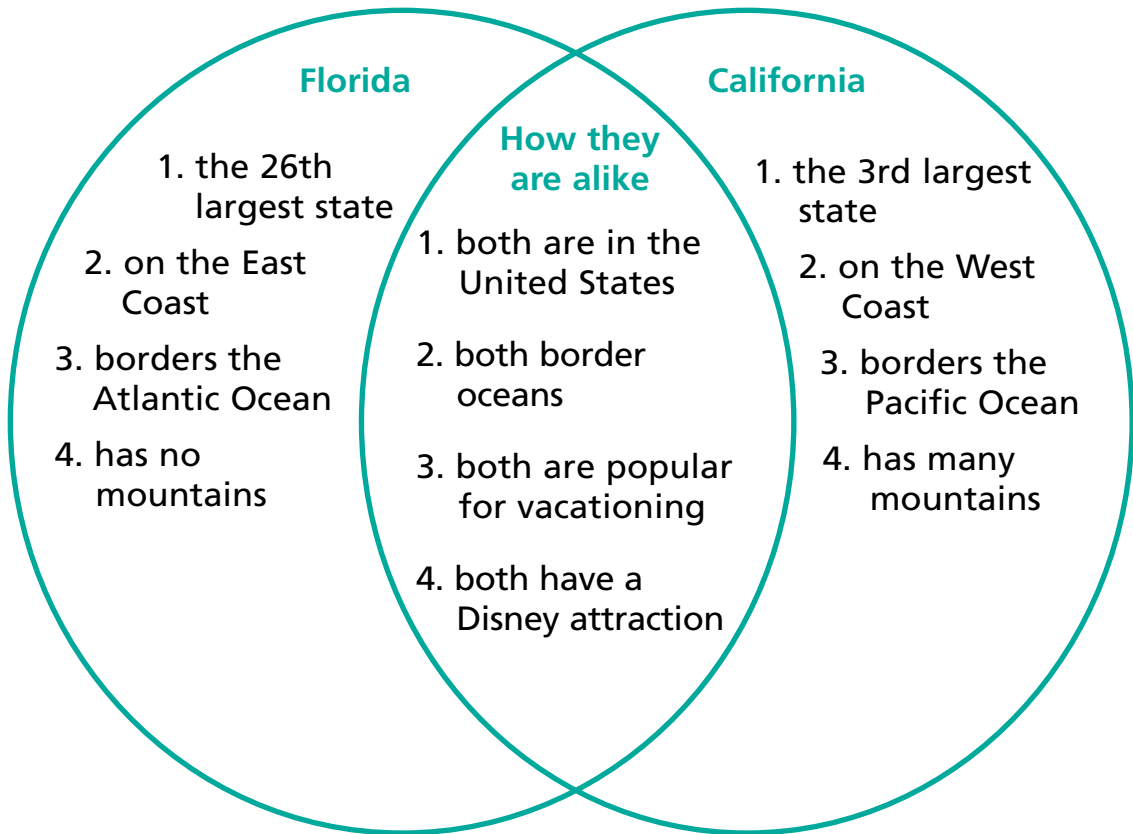 Florida
1. the 26th
largest state
2. on the East
Coast
3. borders the
Atlantic Ocean
4. has no
mountains
How they
are alike
1. both are in the
United States
2. both border
oceans
3. both are popular
for vacationing
4. both have a
Disney attraction
California
1. the 3rd largest
state
2. on the West
Coast
3. borders the
Pacific Ocean
4. has many
mountains